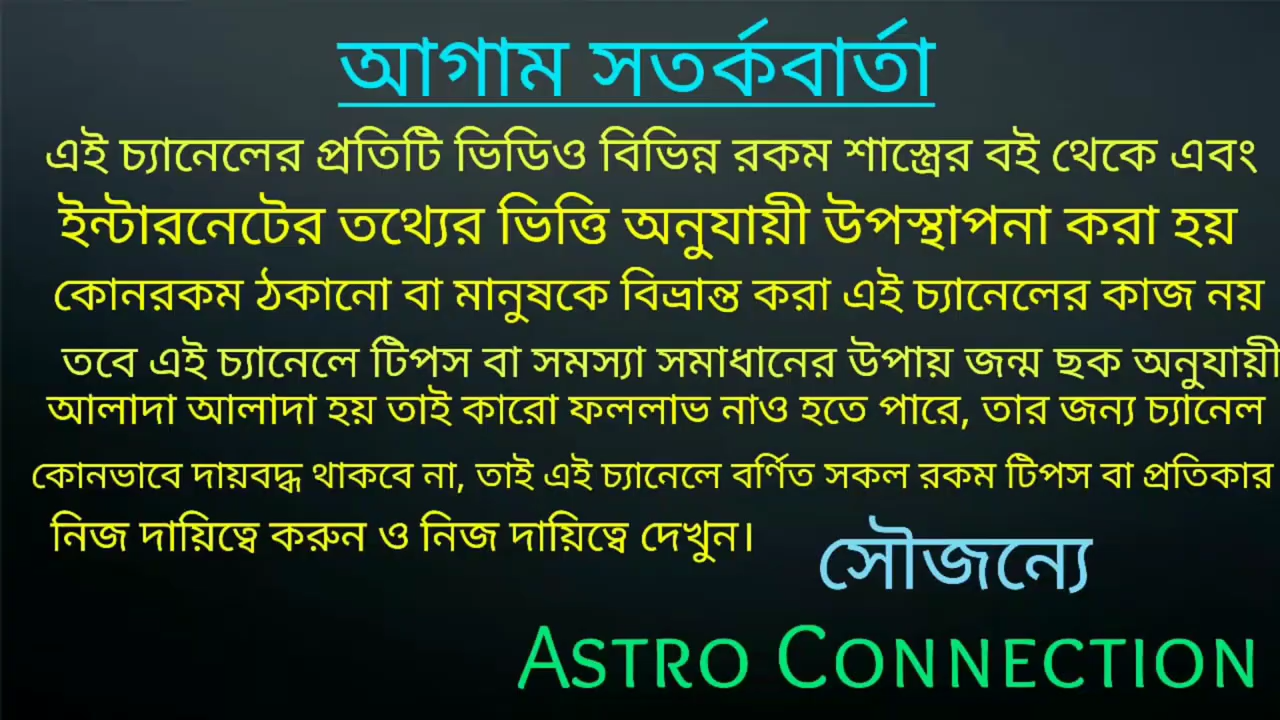 আগাম সতর্কবার্তা
এই চ্যানেলের প্রতিটি ভিডিও বিভিন্ন রকম শাস্ত্রের বই থেকে এবং
ইন্টারনেটের তথ্যের ভিত্তি অনুযায়ী উপস্থাপনা করা হয়
কোনরকম ঠকানো বা মানুষকে বিভ্রান্ত করা এই চ্যানেলের কাজ নয়
তবে এই চ্যানেলে টিপস বা সমস্যা সমাধানের উপায় জন্ম ছক অনুযায়ী
আলাদা আলাদা হয় তাই কারো ফললাভ নাও হতে পারে, তার জন্য চ্যানেল
কোনভাবে দায়বদ্ধ থাকবে না, তাই এই চ্যানেলে বর্ণিত সকল রকম টিপস বা প্রতিকার
নিজ দায়িত্বে করুন ও নিজ দায়িত্বে দেখুন।
সৌজন্যে
ASTRO CONNECTION